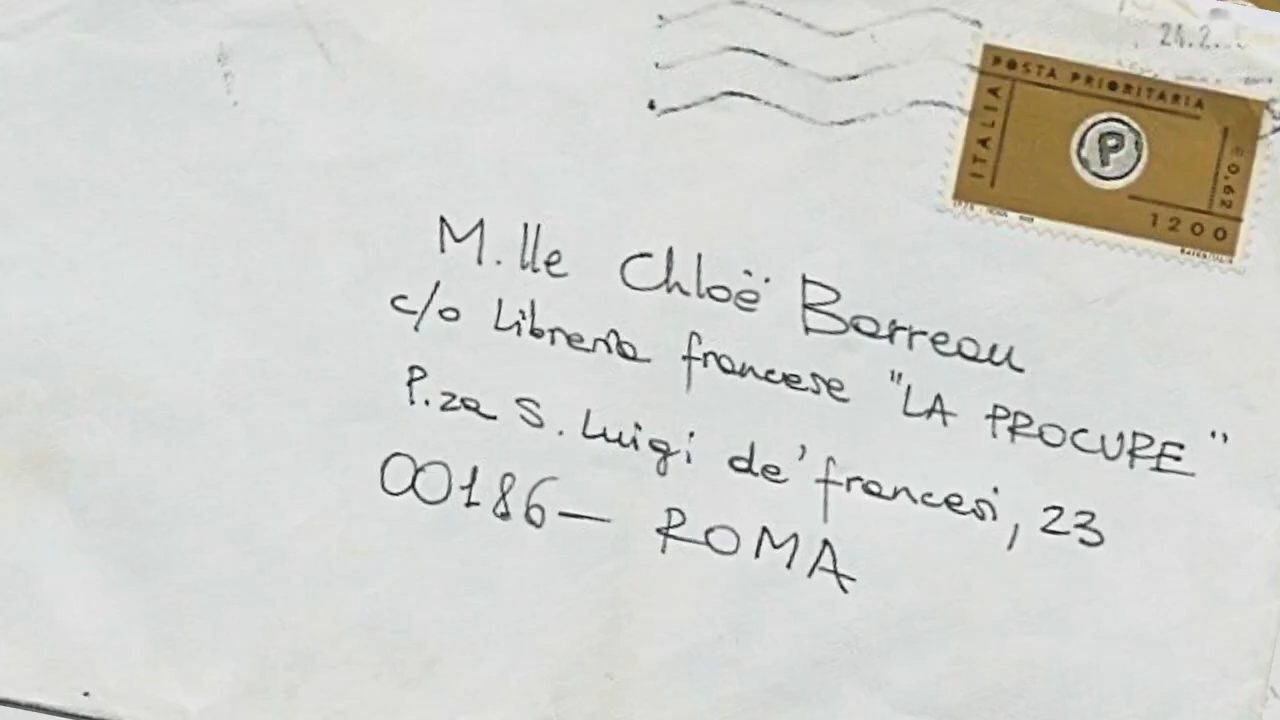 24.2
POSTA PRIORITARIA
ITALIA
P
€ 0,62
1200
M.lle Chloë Barreau
c/o Libreria francese "LA PROCURE"
P.za S. Luigi de' francesi, 23
00186 — ROMA